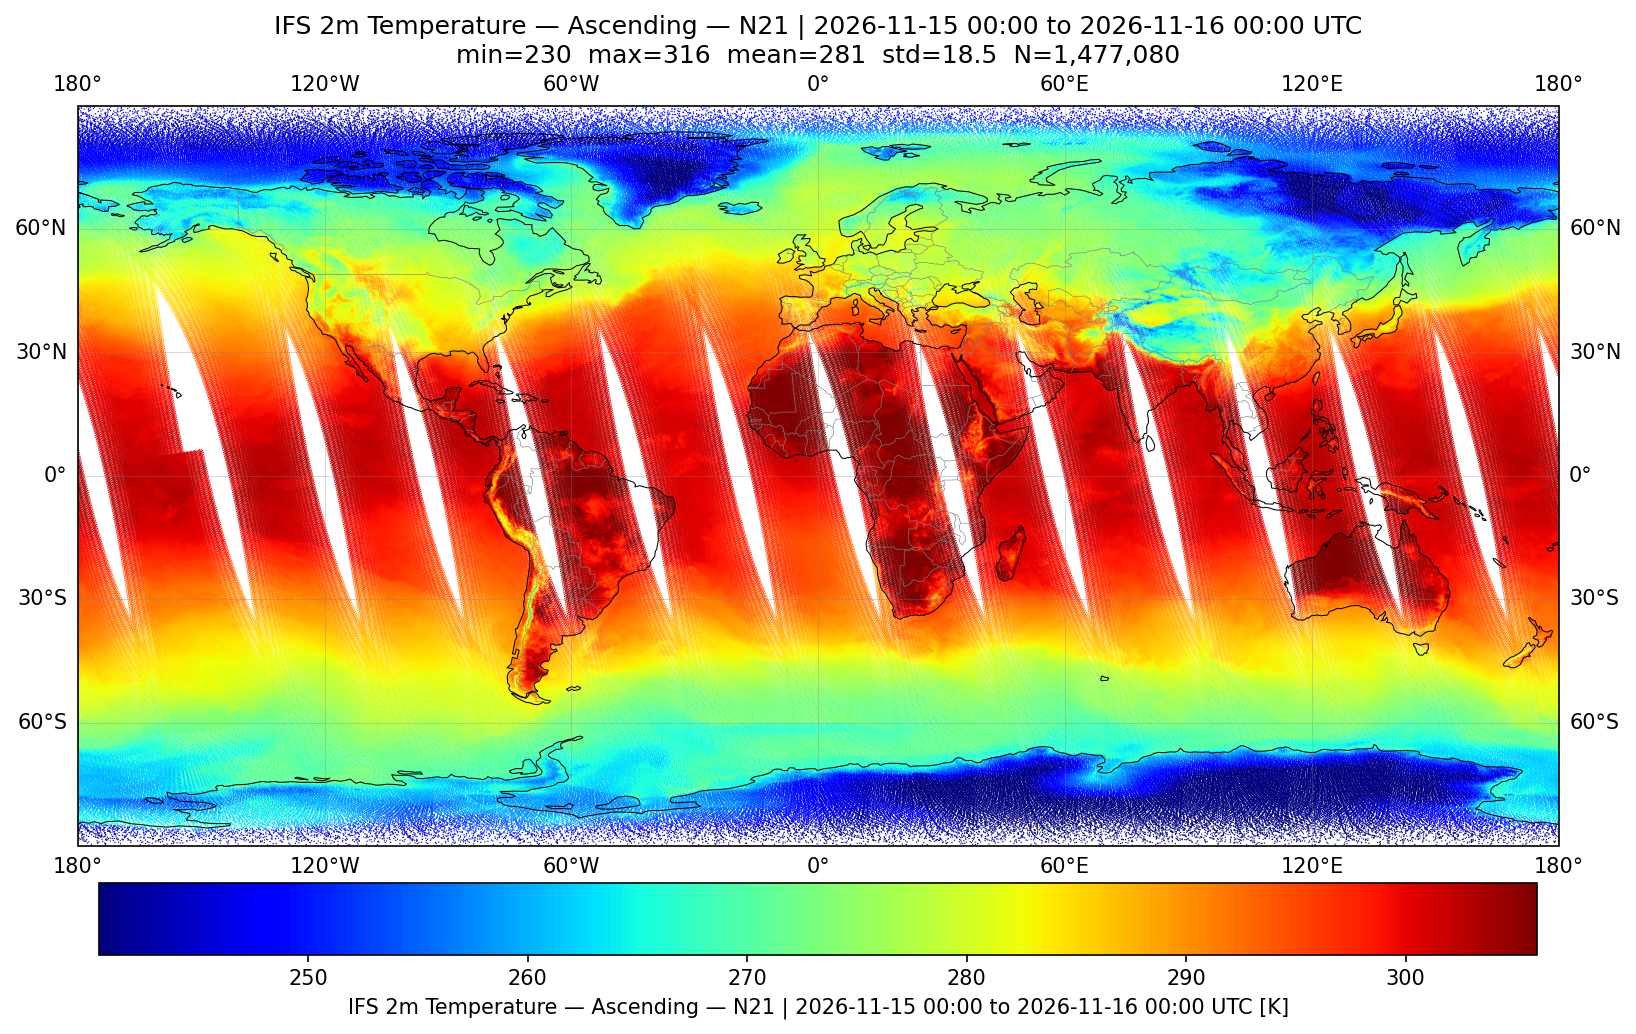 IFS 2m Temperature — Ascending — N21 | 2026-11-15 00:00 to 2026-11-16 00:00 UTC
min=230  max=316  mean=281  std=18.5  N=1,477,080
180° 120°W 60°W 0° 60°E 120°E 180°
60°N 60°N
30°N 30°N
0° 0°
30°S 30°S
60°S 60°S
180° 120°W 60°W 0° 60°E 120°E 180°
250 260 270 280 290 300
IFS 2m Temperature — Ascending — N21 | 2026-11-15 00:00 to 2026-11-16 00:00 UTC [K]